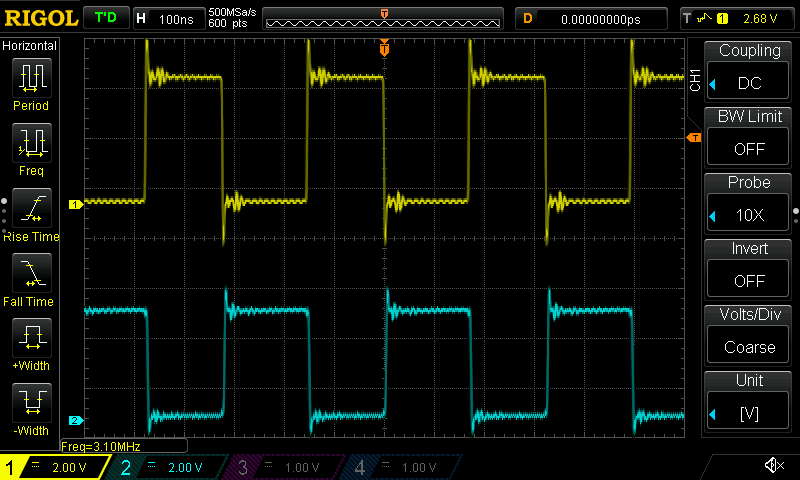 RIGOL T'D H 100ns 500MSa/s 600 pts T D 0.00000000ps T 1 2.68 V
Horizontal
Period
Freq
Rise Time
Fall Time
+Width
-Width
T
1
2
T
CH1
Coupling
DC
BW Limit
OFF
Probe
10X
Invert
OFF
Volts/Div
Coarse
Unit
[V]
Freq=3.10MHz
1 2.00 V 2 2.00 V 3 1.00 V 4 1.00 V